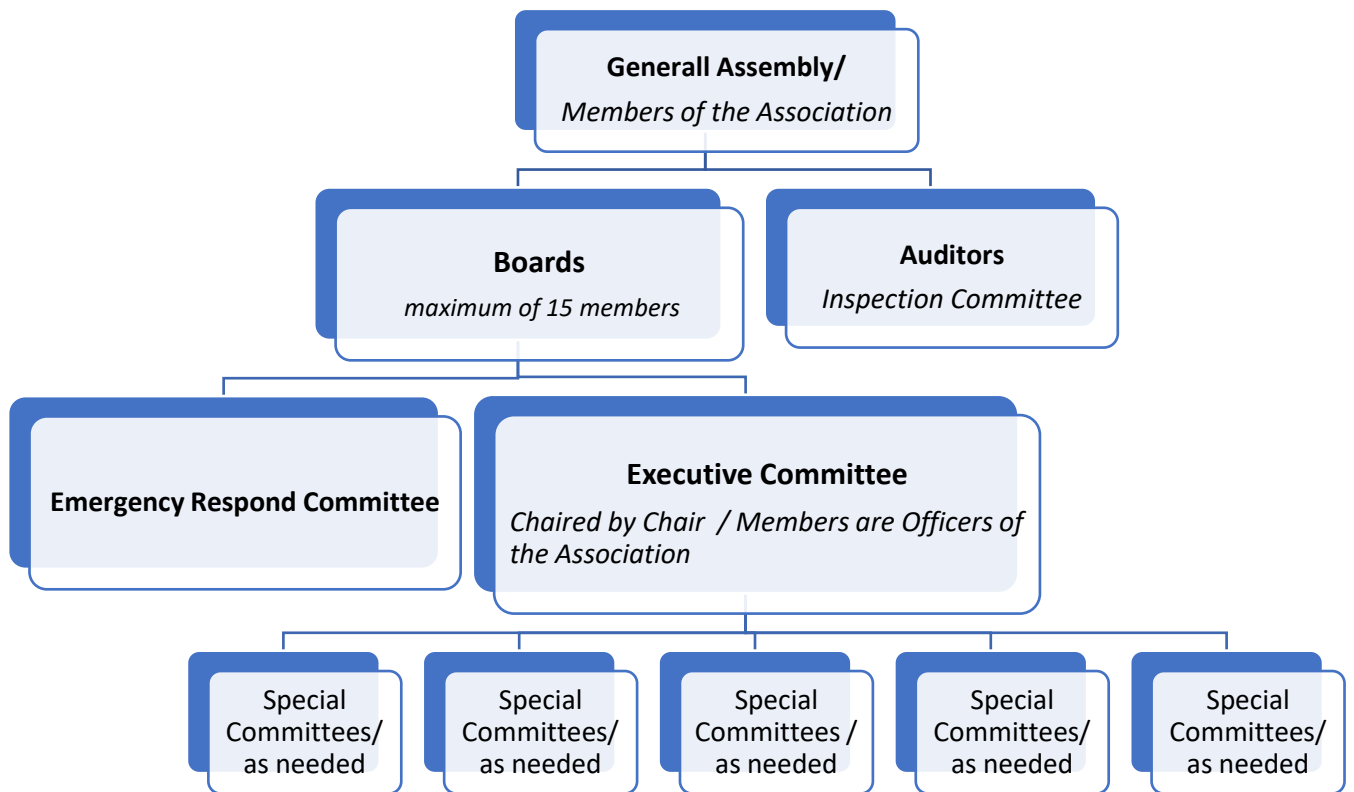 Generall Assembly/
Members of the Association
Boards
maximum of 15 members
Auditors
Inspection Committee
Emergency Respond Committee
Executive Committee
Chaired by Chair / Members are Officers of
the Association
Special
Committees/
as needed
Special
Committees/
as needed
Special
Committees /
as needed
Special
Committees/
as needed
Special
Committees/
as needed